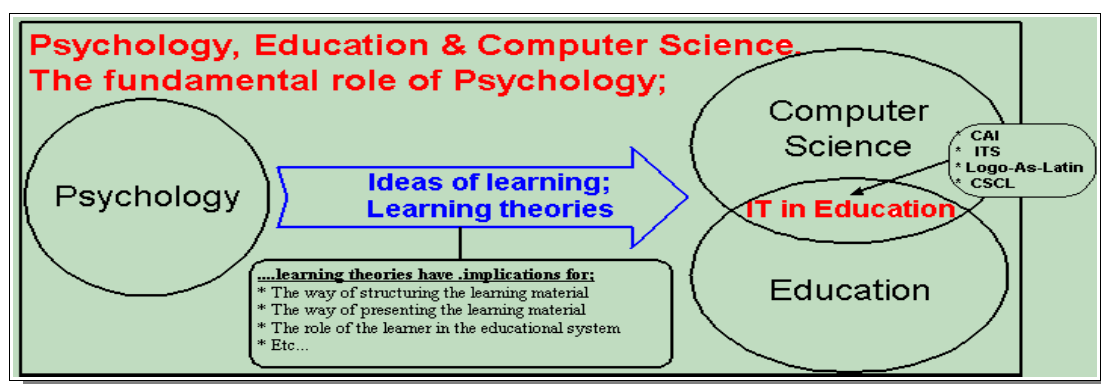 Psychology, Education & Computer Science.
The fundamental role of Psychology;
Psychology
Ideas of learning;
Learning theories
....learning theories have .implications for;
* The way of structuring the learning material
* The way of presenting the learning material
* The role of the learner in the educational system
* Etc...
Computer
Science
* CAI
* ITS
* Logo-As-Latin
* CSCL
IT in Education
Education